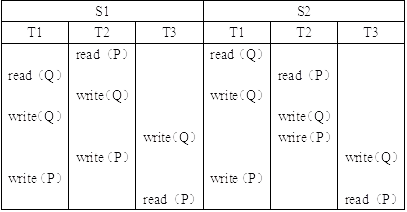 S1 S2
T1 T2 T3 T1 T2 T3
read（P） read（Q）
read（Q） read（P）
write(Q) write(Q)
write(Q) write(Q)
write(Q) wrire(P)
write（P） write(Q)
write（P） write（P）
read（P） read（P）